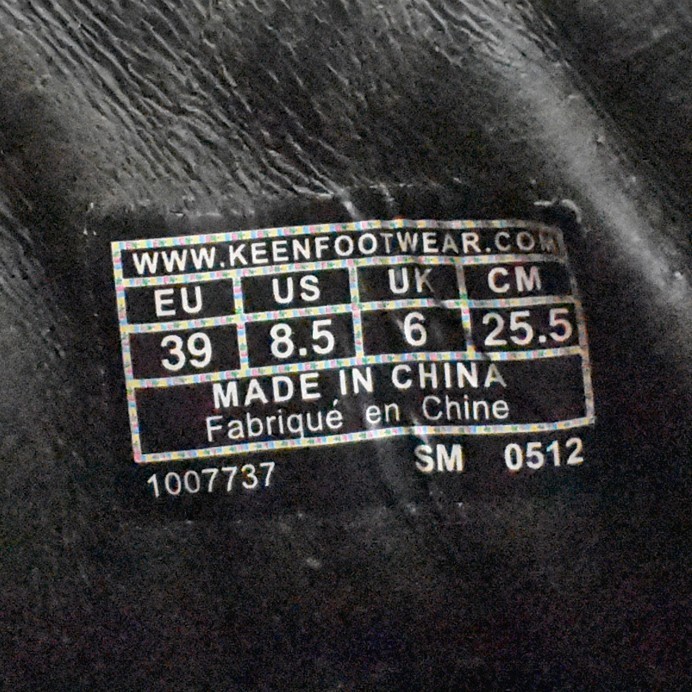 WWW.KEENFOOTWEAR.COM
EU US UK CM
39 8.5 6 25.5
MADE IN CHINA
Fabriqué en Chine
1007737 SM 0512